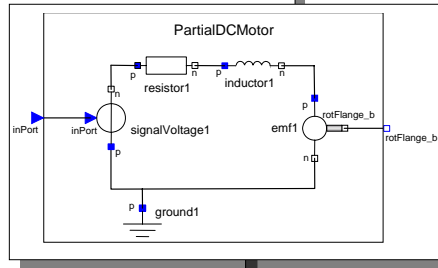 PartialDCMotor
p n p n
resistor1 inductor1
n p
rotFlange_b
inPort inPort signalVoltage1 emf1 rotFlange_b
p n
p ground1